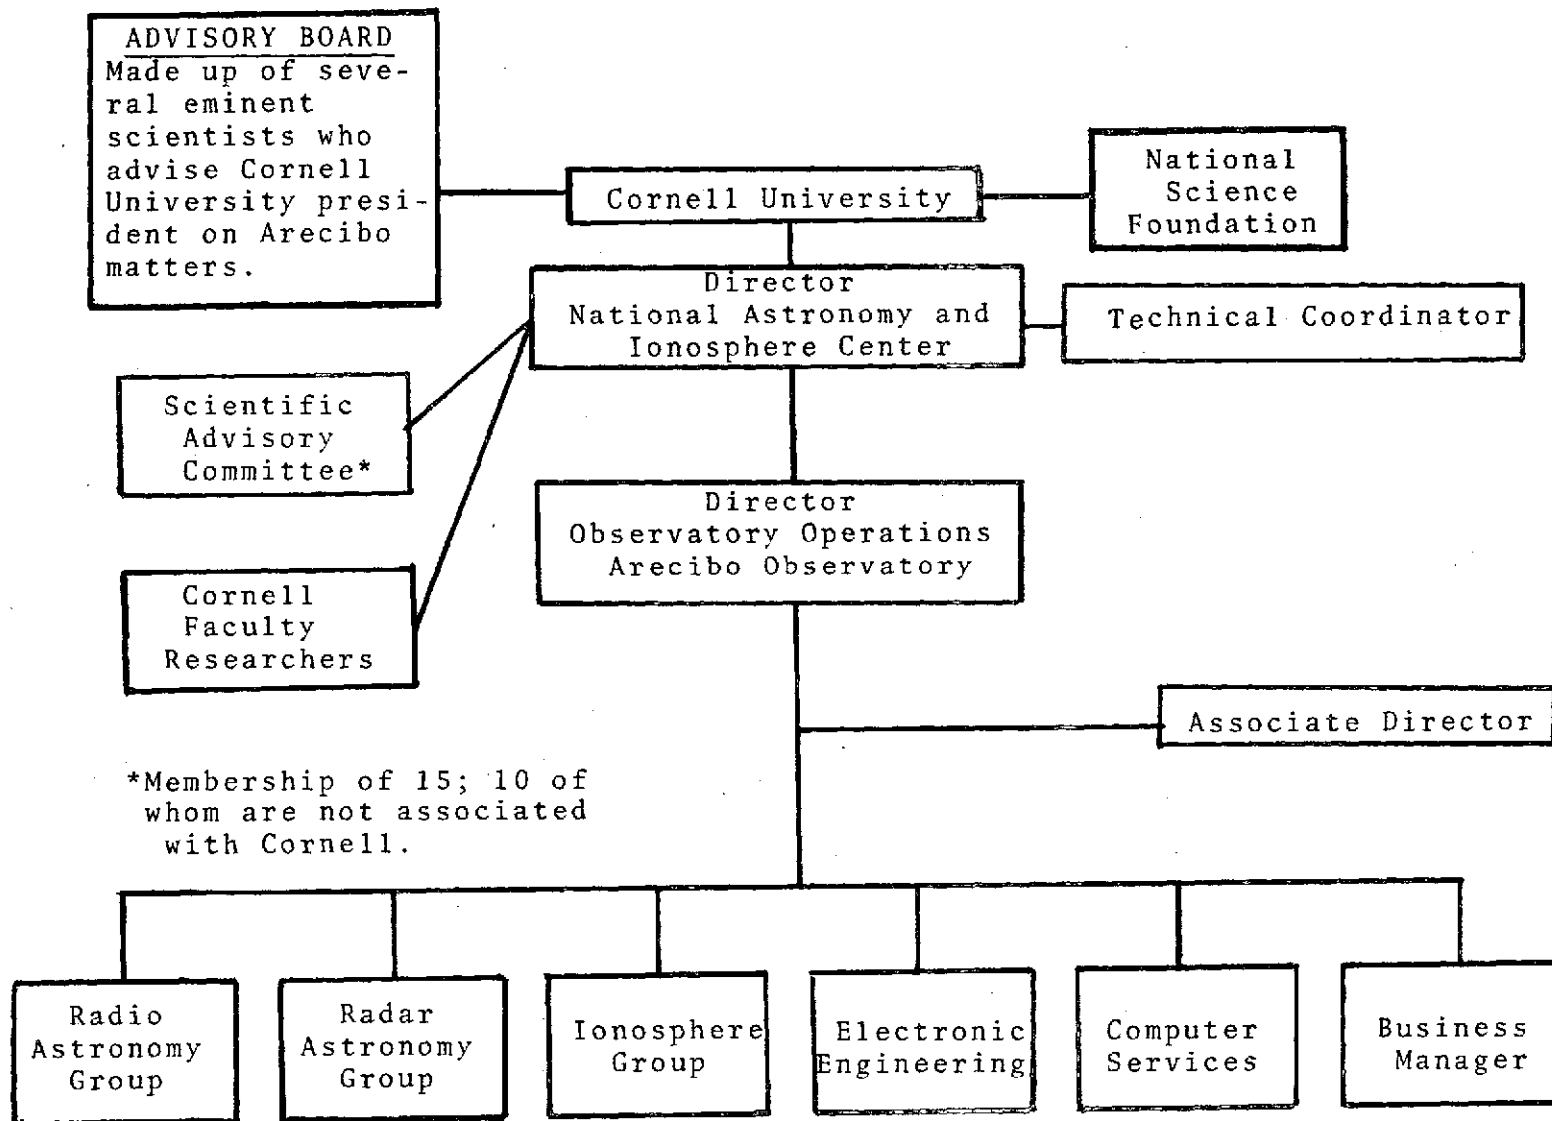 ADVISORY BOARD
Made up of seve-
ral eminent
scientists who
advise Cornell
University presi-
dent on Arecibo
matters.
Cornell University
National
Science
Foundation
Director
National Astronomy and
Ionosphere Center
Technical Coordinator
Scientific
Advisory
Committee*
Director
Observatory Operations
Arecibo Observatory
Cornell
Faculty
Researchers
Associate Director
*Membership of 15; 10 of
whom are not associated
with Cornell.
Radio
Astronomy
Group
Radar
Astronomy
Group
Ionosphere
Group
Electronic
Engineering
Computer
Services
Business
Manager